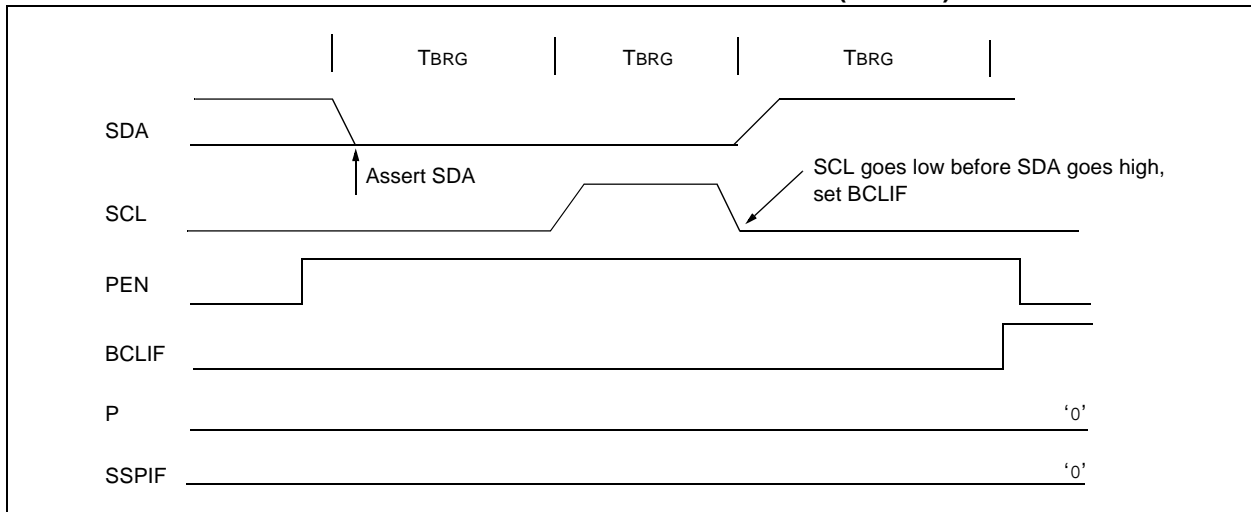 TBRG TBRG TBRG
SDA
Assert SDA
SCL goes low before SDA goes high,
set BCLIF
SCL
PEN
BCLIF
P '0'
SSPIF '0'